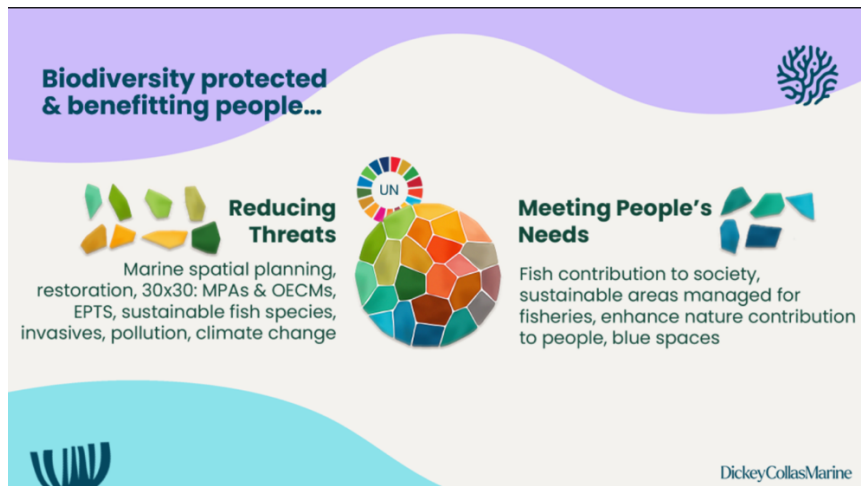 Biodiversity protected
& benefitting people...
UN
Reducing
Threats
Marine spatial planning,
restoration, 30x30: MPAs & OECMs,
EPTS, sustainable fish species,
invasives, pollution, climate change
Meeting People's
Needs
Fish contribution to society,
sustainable areas managed for
fisheries, enhance nature contribution
to people, blue spaces
DickeyCollasMarine